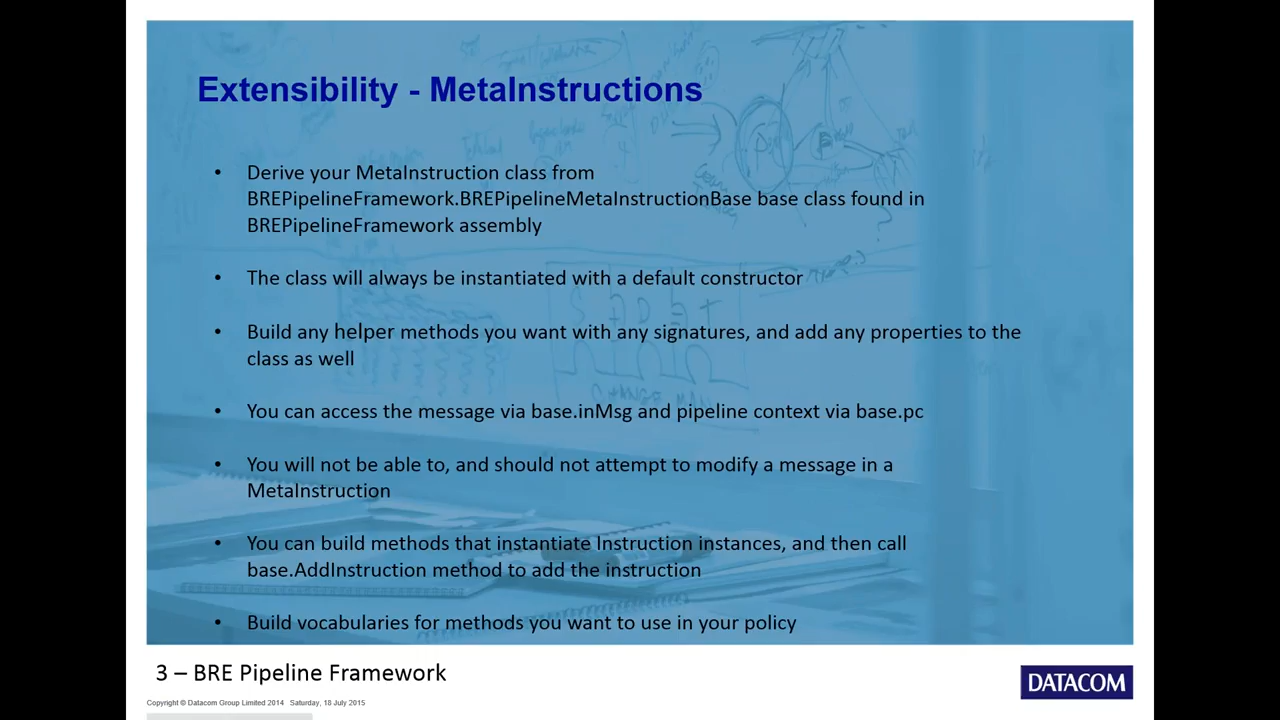 Extensibility - MetaInstructions
• Derive your MetaInstruction class from
BREPipelineFramework.BREPipelineMetaInstructionBase base class found in
BREPipelineFramework assembly
• The class will always be instantiated with a default constructor
• Build any helper methods you want with any signatures, and add any properties to the
class as well
• You can access the message via base.inMsg and pipeline context via base.pc
• You will not be able to, and should not attempt to modify a message in a
MetaInstruction
• You can build methods that instantiate Instruction instances, and then call
base.AddInstruction method to add the instruction
• Build vocabularies for methods you want to use in your policy
3 – BRE Pipeline Framework
DATACOM
Copyright © Datacom Group Limited 2014 Saturday, 18 July 2015